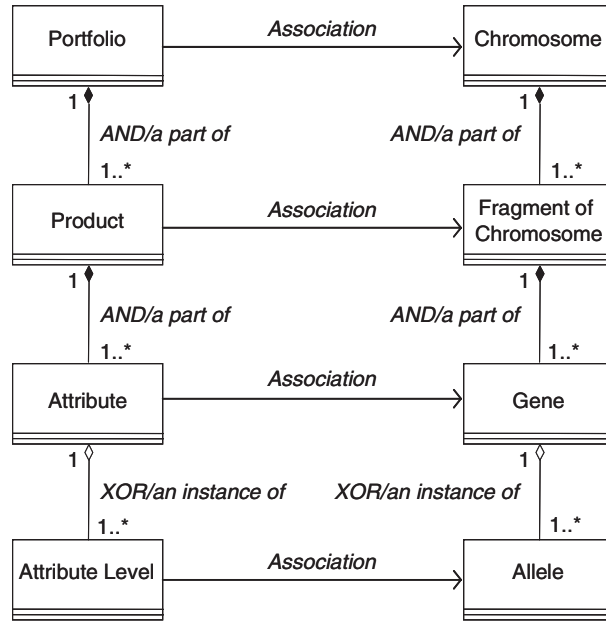 Portfolio
Association
Chromosome
1
1
AND/a part of
AND/a part of
1..*
1..*
Product
Association
Fragment of
Chromosome
1
1
AND/a part of
AND/a part of
1..*
1..*
Attribute
Association
Gene
1
1
XOR/an instance of
XOR/an instance of
1..*
1..*
Attribute Level
Association
Allele